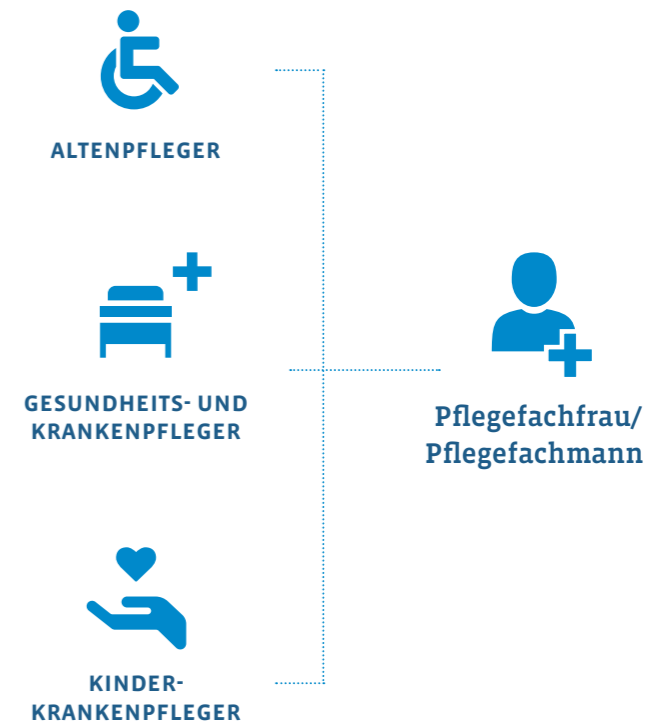 ALTENPFLEGER
GESUNDHEITS- UND
KRANKENPFLEGER
Pflegefachfrau/
Pflegefachmann
KINDER-
KRANKENPFLEGER